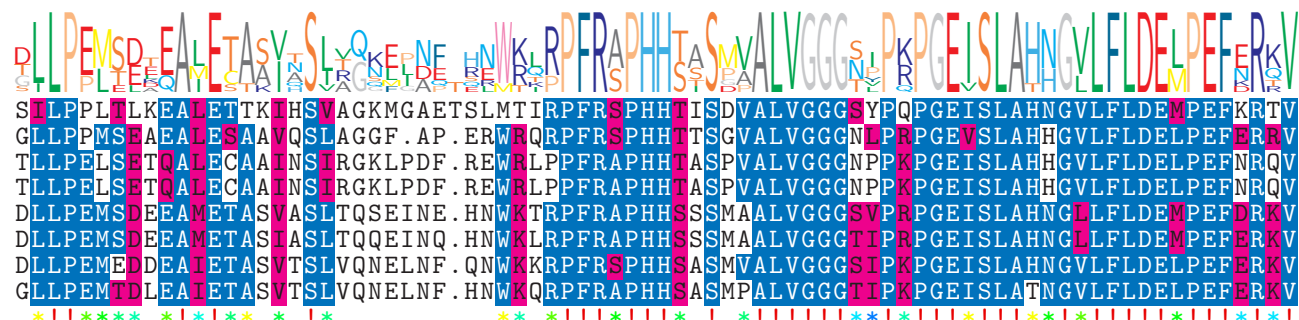 SILPPLTLKEALETTKIHSVAGKMGAETSLMTIRPFRSPHHTISDVALVGGGSYPQPGEISLAHNGVLFLDEMPEFKRTV
GLLPPMSEAEALESAAVQSLAGGF.AP.ERWRQRPFRSPHHTTSGVALVGGGNLPRPGEVSLAHHGVLFLDELPEFERRV
TLLPELSETQALECAAINSIRGKLPDF.REWRLPPFRAPHHTASPVALVGGGNPPKPGEISLAHHGVLFLDELPEFNRQV
TLLPELSETQALECAAINSIRGKLPDF.REWRLPPFRAPHHTASPVALVGGGNPPKPGEISLAHHGVLFLDELPEFNRQV
DLLPEMSDEEAMETASVASLTQSEINE.HNWKTRPFRAPHHSSSMAALVGGGSVPRPGEISLAHNGLLFLDEMPEFDRKV
DLLPEMSDEEAMETASIASLTQQEINQ.HNWKLRPFRAPHHSSSMAALVGGGTIPRPGEISLAHNGLLFLDEMPEFERKV
DLLPEMEDDEAIETASVTSLVQNELNF.QNWKKRPFRSPHHSASMVALVGGGSIPKPGEISLAHNGVLFLDELPEFERKV
GLLPEMTDLEAIETASVTSLVQNELNF.HNWKQRPFRAPHHSASMPALVGGGTIPKPGEISLATNGVLFLDELPEFERKV